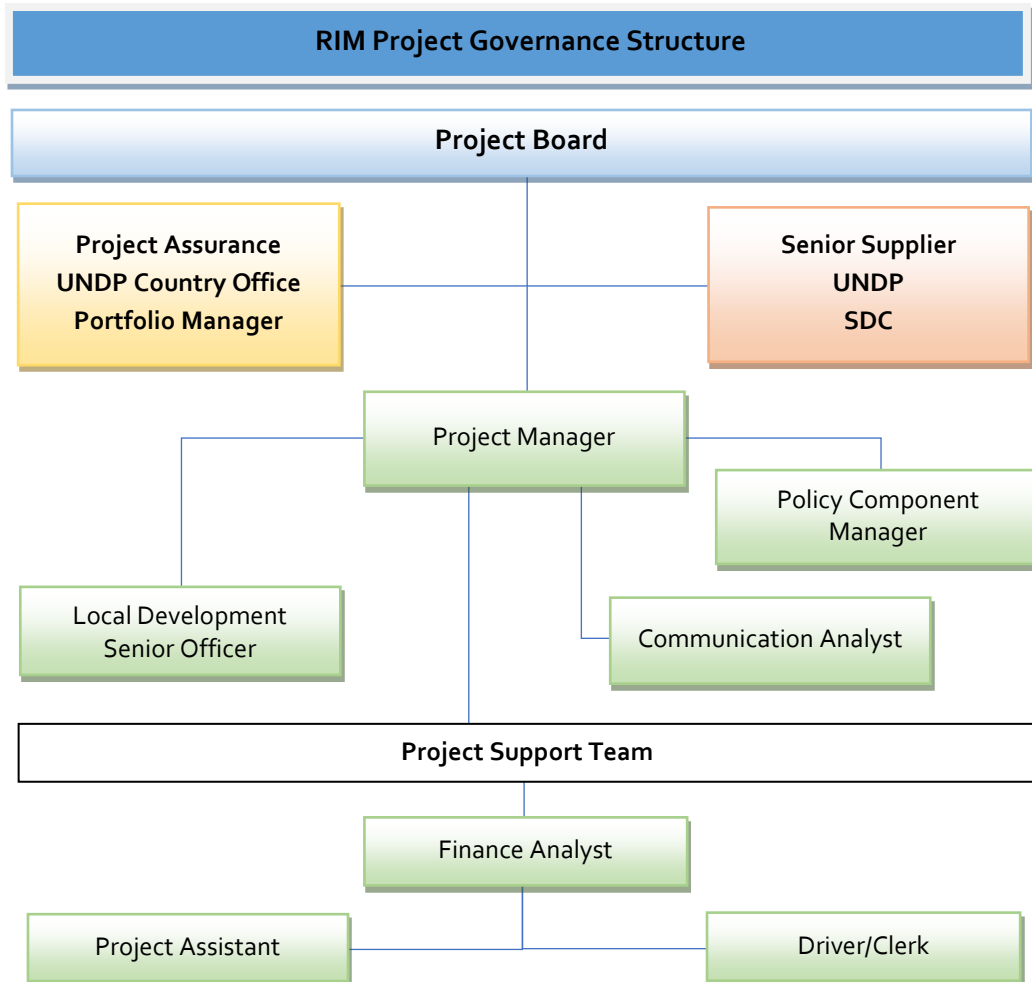 RIM Project Governance Structure
Project Board
Project Assurance
UNDP Country Office
Portfolio Manager
Senior Supplier
UNDP
SDC
Project Manager
Policy Component
Manager
Local Development
Senior Officer
Communication Analyst
Project Support Team
Finance Analyst
Project Assistant
Driver/Clerk